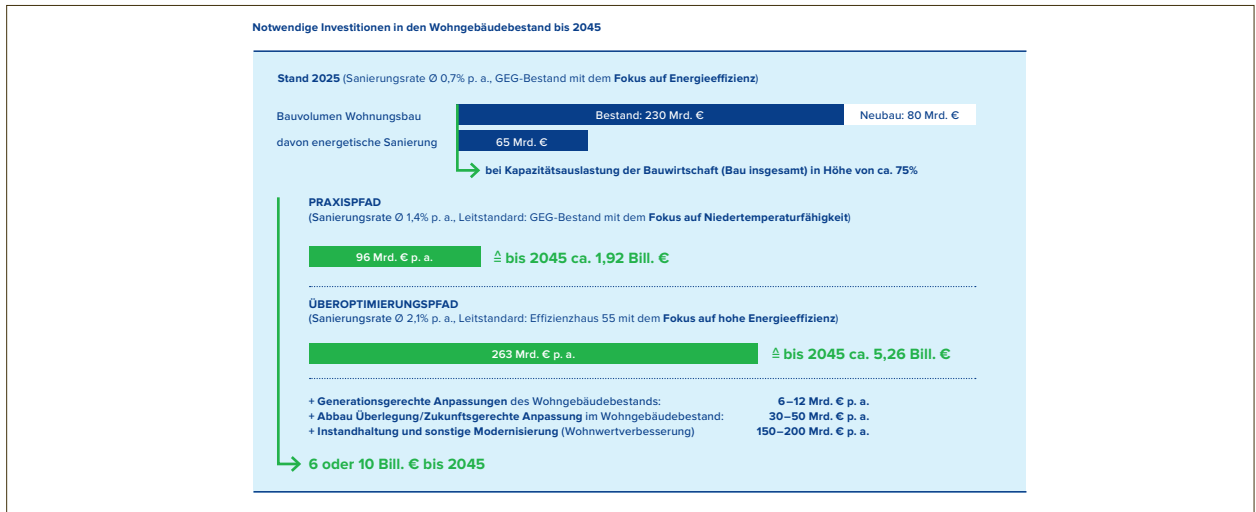 Notwendige Investitionen in den Wohngebäudebestand bis 2045
Stand 2025 (Sanierungsrate Ø 0,7% p. a., GEG-Bestand mit dem Fokus auf Energieeffizienz)
Bauvolumen Wohnungsbau
Bestand: 230 Mrd. €
Neubau: 80 Mrd. €
davon energetische Sanierung
65 Mrd. €
bei Kapazitätsauslastung der Bauwirtschaft (Bau insgesamt) in Höhe von ca. 75%
PRAXISPFAD
(Sanierungsrate Ø 1,4% p. a., Leitstandard: GEG-Bestand mit dem Fokus auf Niedertemperaturfähigkeit)
96 Mrd. € p. a.
≙ bis 2045 ca. 1,92 Bill. €
ÜBEROPTIMIERUNGSPFAD
(Sanierungsrate Ø 2,1% p. a., Leitstandard: Effizienzhaus 55 mit dem Fokus auf hohe Energieeffizienz)
263 Mrd. € p. a.
≙ bis 2045 ca. 5,26 Bill. €
+ Generationsgerechte Anpassungen des Wohngebäudebestands: 6–12 Mrd. € p. a.
+ Abbau Überlegung/Zukunftsgerechte Anpassung im Wohngebäudebestand: 30–50 Mrd. € p. a.
+ Instandhaltung und sonstige Modernisierung (Wohnwertverbesserung) 150–200 Mrd. € p. a.
6 oder 10 Bill. € bis 2045